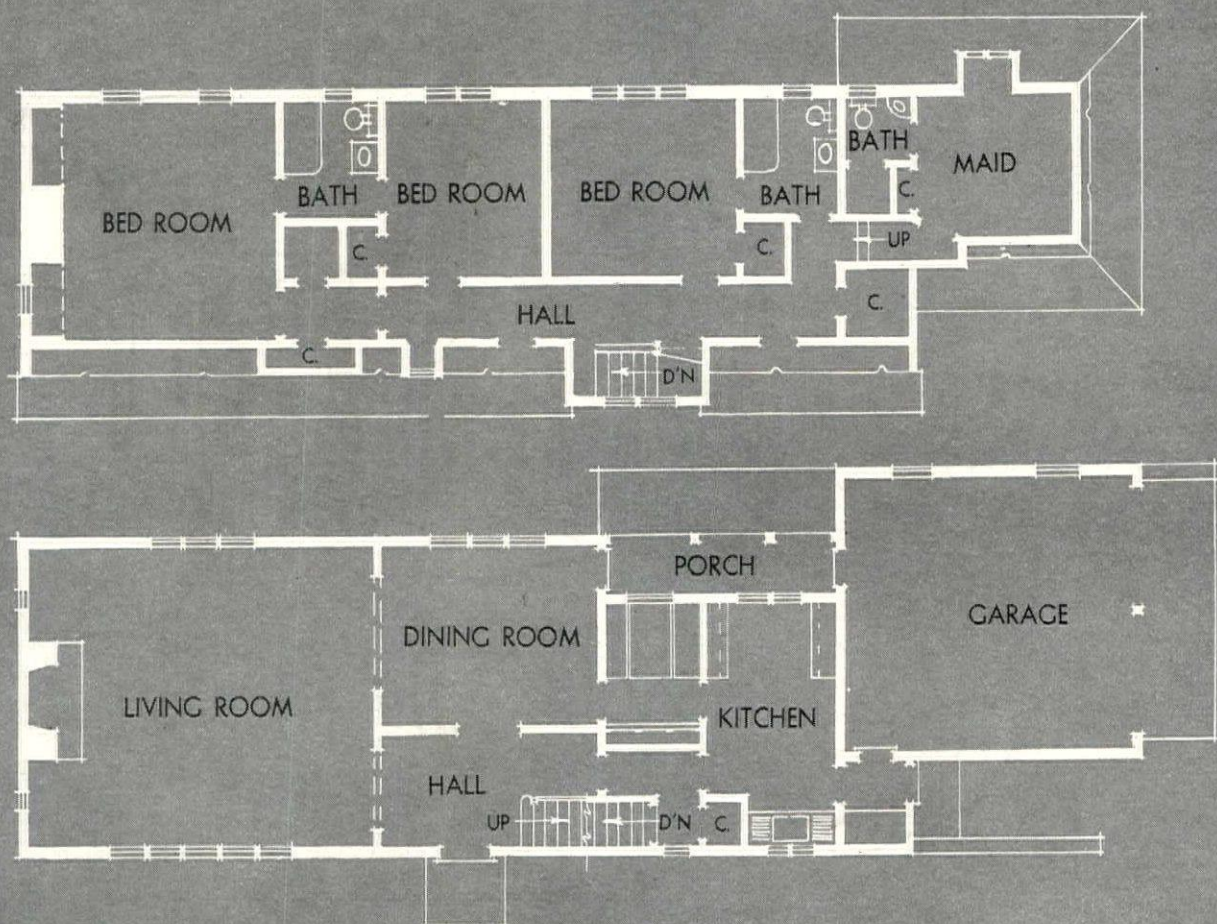 BATH
MAID
BED ROOM
BATH
BED ROOM
BED ROOM
BATH
C.
C.
C.
UP
HALL
C.
C.
D'N
PORCH
GARAGE
DINING ROOM
LIVING ROOM
KITCHEN
HALL
UP
D'N
C.